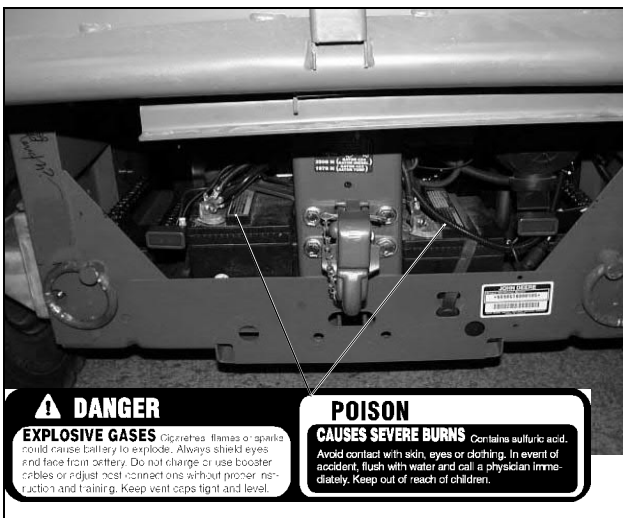 JOHN DEERE
DANGER
EXPLOSIVE GASES Cigarettes, flames or sparks
could cause battery to explode. Always shield eyes
and face from battery. Do not charge or use booster
cables or adjust post connections without proper inst-
ruction and training. Keep vent caps tight and level.
POISON
CAUSES SEVERE BURNS Contains sulfuric acid.
Avoid contact with skin, eyes or clothing. In event of
accident, flush with water and call a physician imme-
diately. Keep out of reach of children.